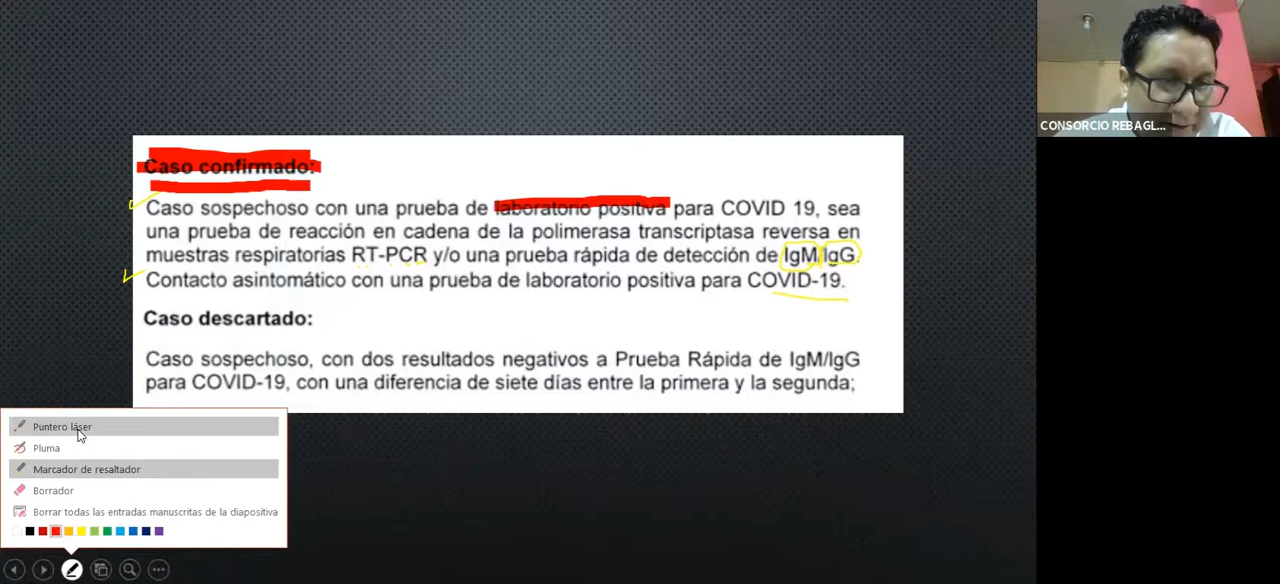 CONSORCIO REBAGL...
Caso confirmado:
Caso sospechoso con una prueba de laboratorio positiva para COVID 19, sea
una prueba de reacción en cadena de la polimerasa transcriptasa reversa en
muestras respiratorias RT-PCR y/o una prueba rápida de detección de IgM/IgG.
Contacto asintomático con una prueba de laboratorio positiva para COVID-19.
Caso descartado:
Caso sospechoso, con dos resultados negativos a Prueba Rápida de IgM/IgG
para COVID-19, con una diferencia de siete días entre la primera y la segunda;
Puntero láser
Pluma
Marcador de resaltador
Borrador
Borrar todas las entradas manuscritas de la diapositiva